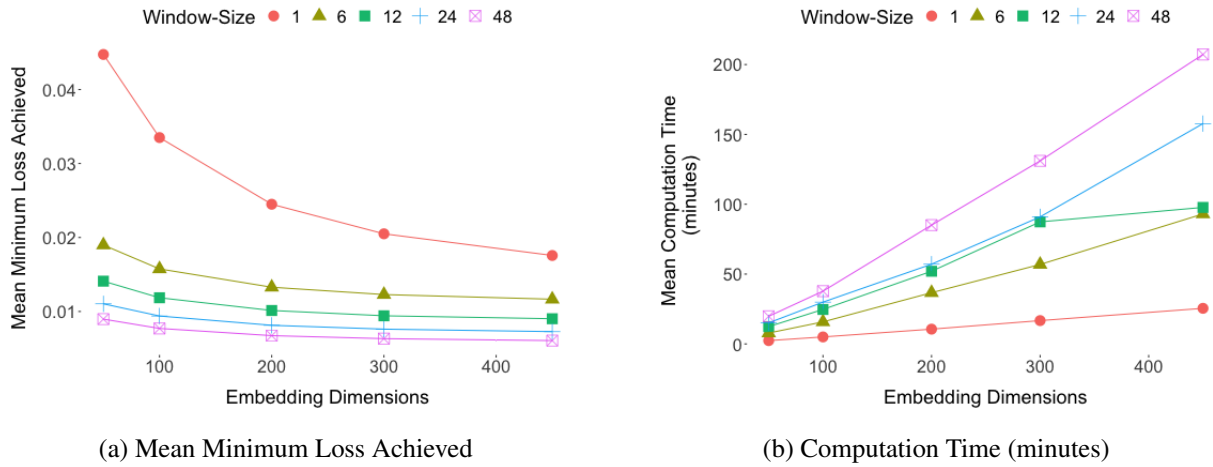 Window-Size 1 6 12 24 48
Mean Minimum Loss Achieved
0.04
0.03
0.02
0.01
100 200 300 400
Embedding Dimensions
(a) Mean Minimum Loss Achieved
Window-Size 1 6 12 24 48
Mean Computation Time
(minutes)
200
150
100
50
0
100 200 300 400
Embedding Dimensions
(b) Computation Time (minutes)